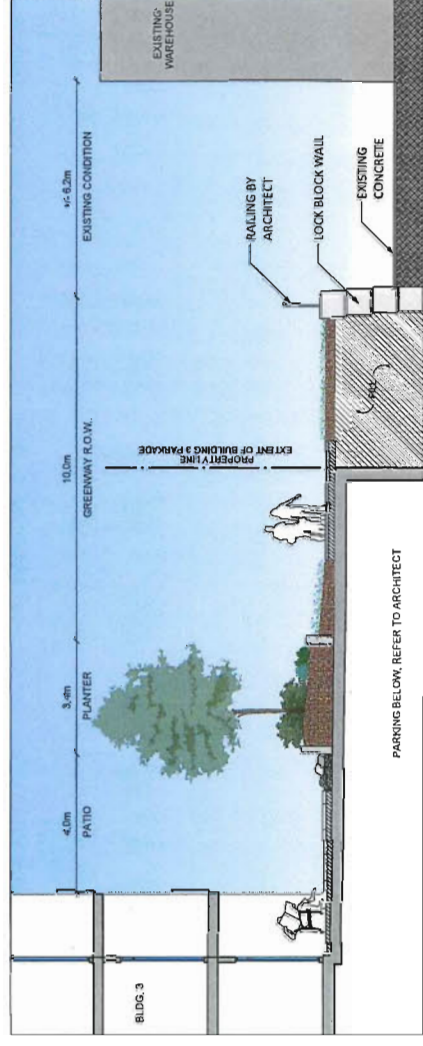 4.0m
PATIO
3.4m
PLANTER
10.0m
GREENWAY R.O.W.
+/- 6.2m
EXISTING CONDITION
EXISTING
WAREHOUSE
BLDG. 3
PROPERTY LINE
EXTENT OF BUILDING 3 PARKADE
RAILING BY
ARCHITECT
LOCK BLOCK WALL
EXISTING
CONCRETE
FILL
PARKING BELOW, REFER TO ARCHITECT